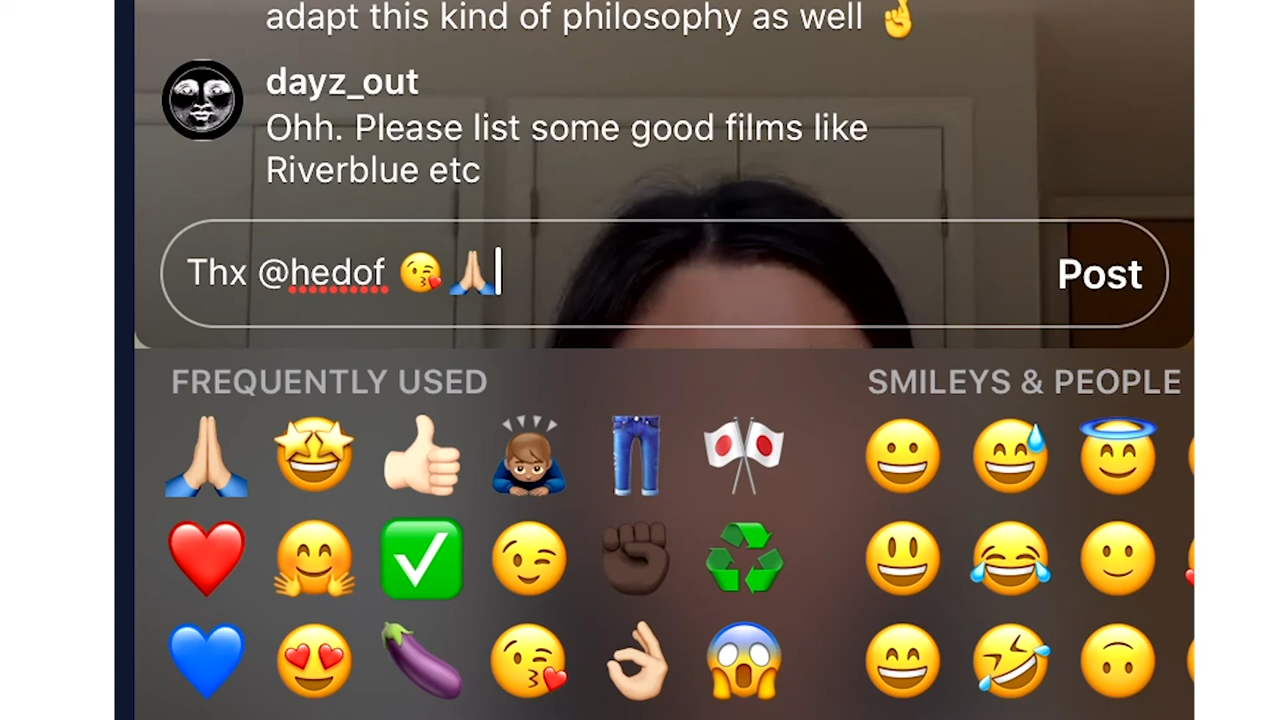 adapt this kind of philosophy as well 🤞
dayz_out
Ohh. Please list some good films like
Riverblue etc
Thx @hedof 😘🙏🏼
Post
FREQUENTLY USED
SMILEYS & PEOPLE